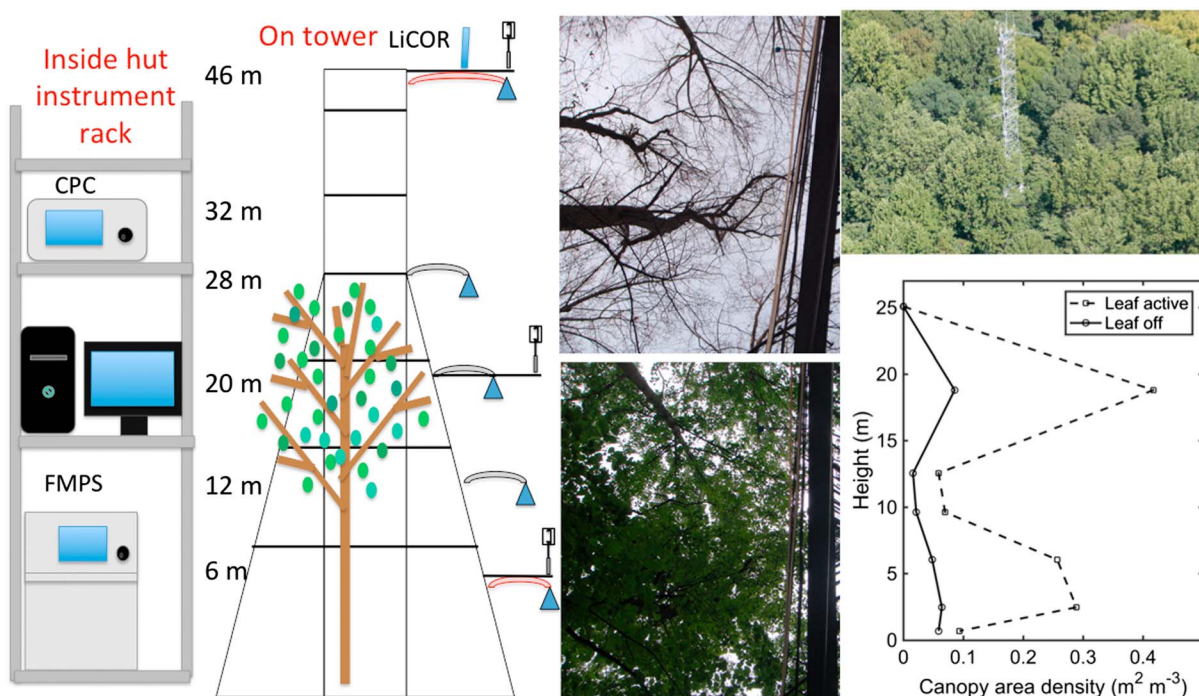 Inside hut
instrument
rack
CPC
FMPS
On tower LiCOR
46 m
32 m
28 m
20 m
12 m
6 m
Leaf active
Leaf off
25
20
15
10
5
0
Height (m)
0 0.1 0.2 0.3 0.4
Canopy area density (m² m⁻³)